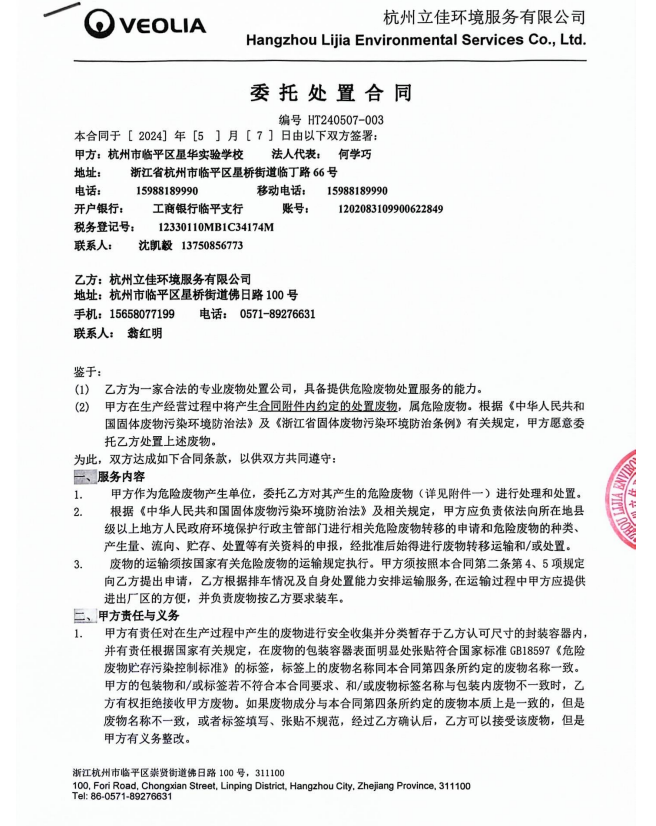 VEOLIA
杭州立佳环境服务有限公司
Hangzhou Lijia Environmental Services Co., Ltd.
委托处置合同
编号 HT240507-003
本合同于 [ 2024] 年 [5 ] 月 [ 7 ] 日由以下双方签署:
甲方: 杭州市临平区星华实验学校 法人代表: 何学巧
地址: 浙江省杭州市临平区星桥街道临丁路 66 号
电话: 15988189990 移动电话: 15988189990
开户银行: 工商银行临平支行 账号: 1202083109900622849
税务登记号: 12330110MB1C34174M
联系人: 沈凯毅 13750856773
乙方: 杭州立佳环境服务有限公司
地址: 杭州市临平区星桥街道佛日路 100 号
手机: 15658077199 电话: 0571-89276631
联系人: 翁红明
鉴于:
(1) 乙方为一家合法的专业废物处置公司，具备提供危险废物处置服务的能力。
(2) 甲方在生产经营过程中将产生合同附件内约定的处置废物，属危险废物。根据《中华人民共和
国固体废物污染环境防治法》及《浙江省固体废物污染环境防治条例》有关规定，甲方愿意委
托乙方处置上述废物。
为此，双方达成如下合同条款，以供双方共同遵守:
一、服务内容
1. 甲方作为危险废物产生单位，委托乙方对其产生的危险废物（详见附件一）进行处理和处置。
2. 根据《中华人民共和国固体废物污染环境防治法》及相关规定，甲方应负责依法向所在地县
级以上地方人民政府环境保护行政主管部门进行相关危险废物转移的申请和危险废物的种类、
产生量、流向、贮存、处置等有关资料的申报，经批准后始得进行废物转移运输和/或处置。
3. 废物的运输须按国家有关危险废物的运输规定执行。甲方须按照本合同第二条第 4、5 项规定
向乙方提出申请，乙方根据排车情况及自身处置能力安排运输服务,在运输过程中甲方应提供
进出厂区的方便，并负责废物按乙方要求装车。
二、甲方责任与义务
1. 甲方有责任对在生产过程中产生的废物进行安全收集并分类暂存于乙方认可尺寸的封装容器内，
并有责任根据国家有关规定，在废物的包装容器表面明显处张贴符合国家标准 GB18597《危险
废物贮存污染控制标准》的标签，标签上的废物名称同本合同第四条所约定的废物名称一致。
甲方的包装物和/或标签若不符合本合同要求、和/或废物标签名称与包装内废物不一致时，乙
方有权拒绝接收甲方废物。如果废物成分与本合同第四条所约定的废物本质上是一致的，但是
废物名称不一致，或者标签填写、张贴不规范，经过乙方确认后，乙方可以接受该废物，但是
甲方有义务整改。
浙江杭州市临平区崇贤街道佛日路 100 号，311100
100, Fori Road, Chongxian Street, Linping District, Hangzhou City, Zhejiang Province, 311100
Tel: 86-0571-89276631